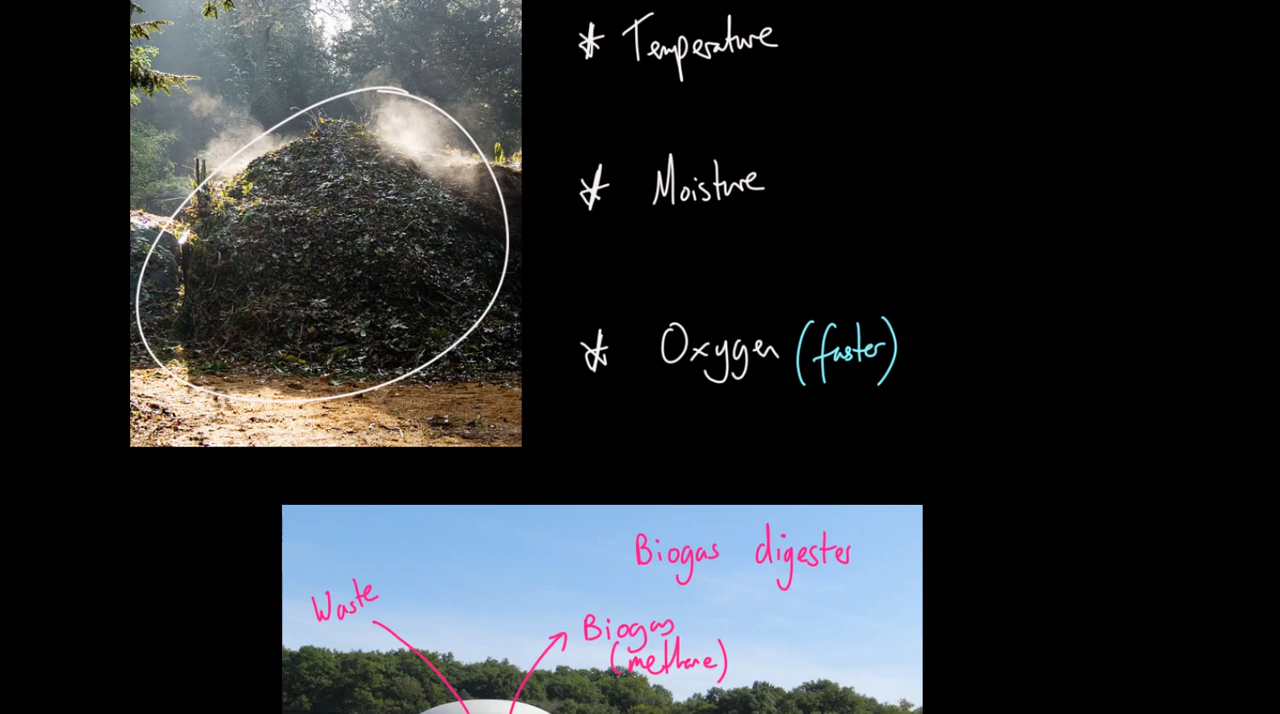 * Temperature
* Moisture
* Oxygen (faster)
Biogas digester
Waste
Biogas
(methane)